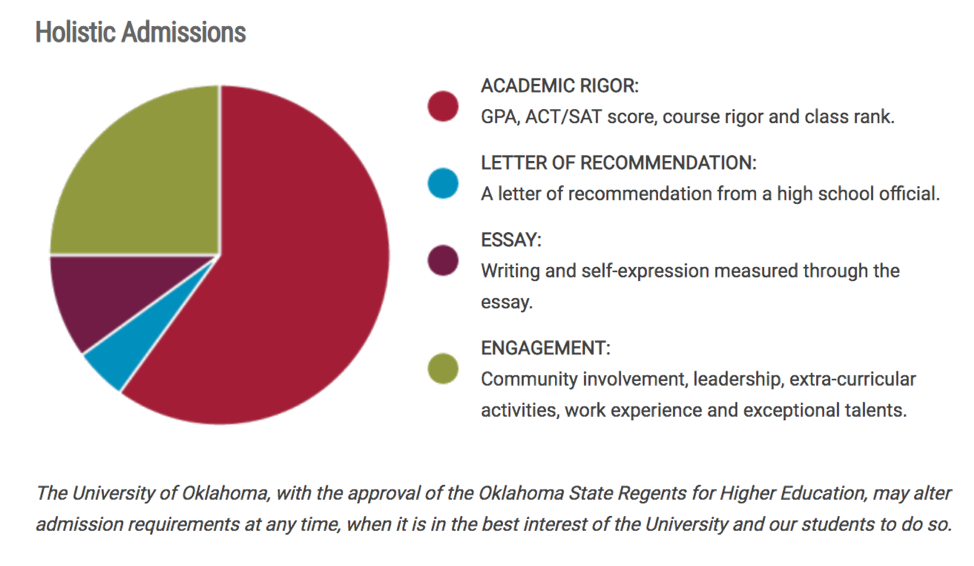 Holistic Admissions
ACADEMIC RIGOR:
GPA, ACT/SAT score, course rigor and class rank.
LETTER OF RECOMMENDATION:
A letter of recommendation from a high school official.
ESSAY:
Writing and self-expression measured through the
essay.
ENGAGEMENT:
Community involvement, leadership, extra-curricular
activities, work experience and exceptional talents.
The University of Oklahoma, with the approval of the Oklahoma State Regents for Higher Education, may alter
admission requirements at any time, when it is in the best interest of the University and our students to do so.